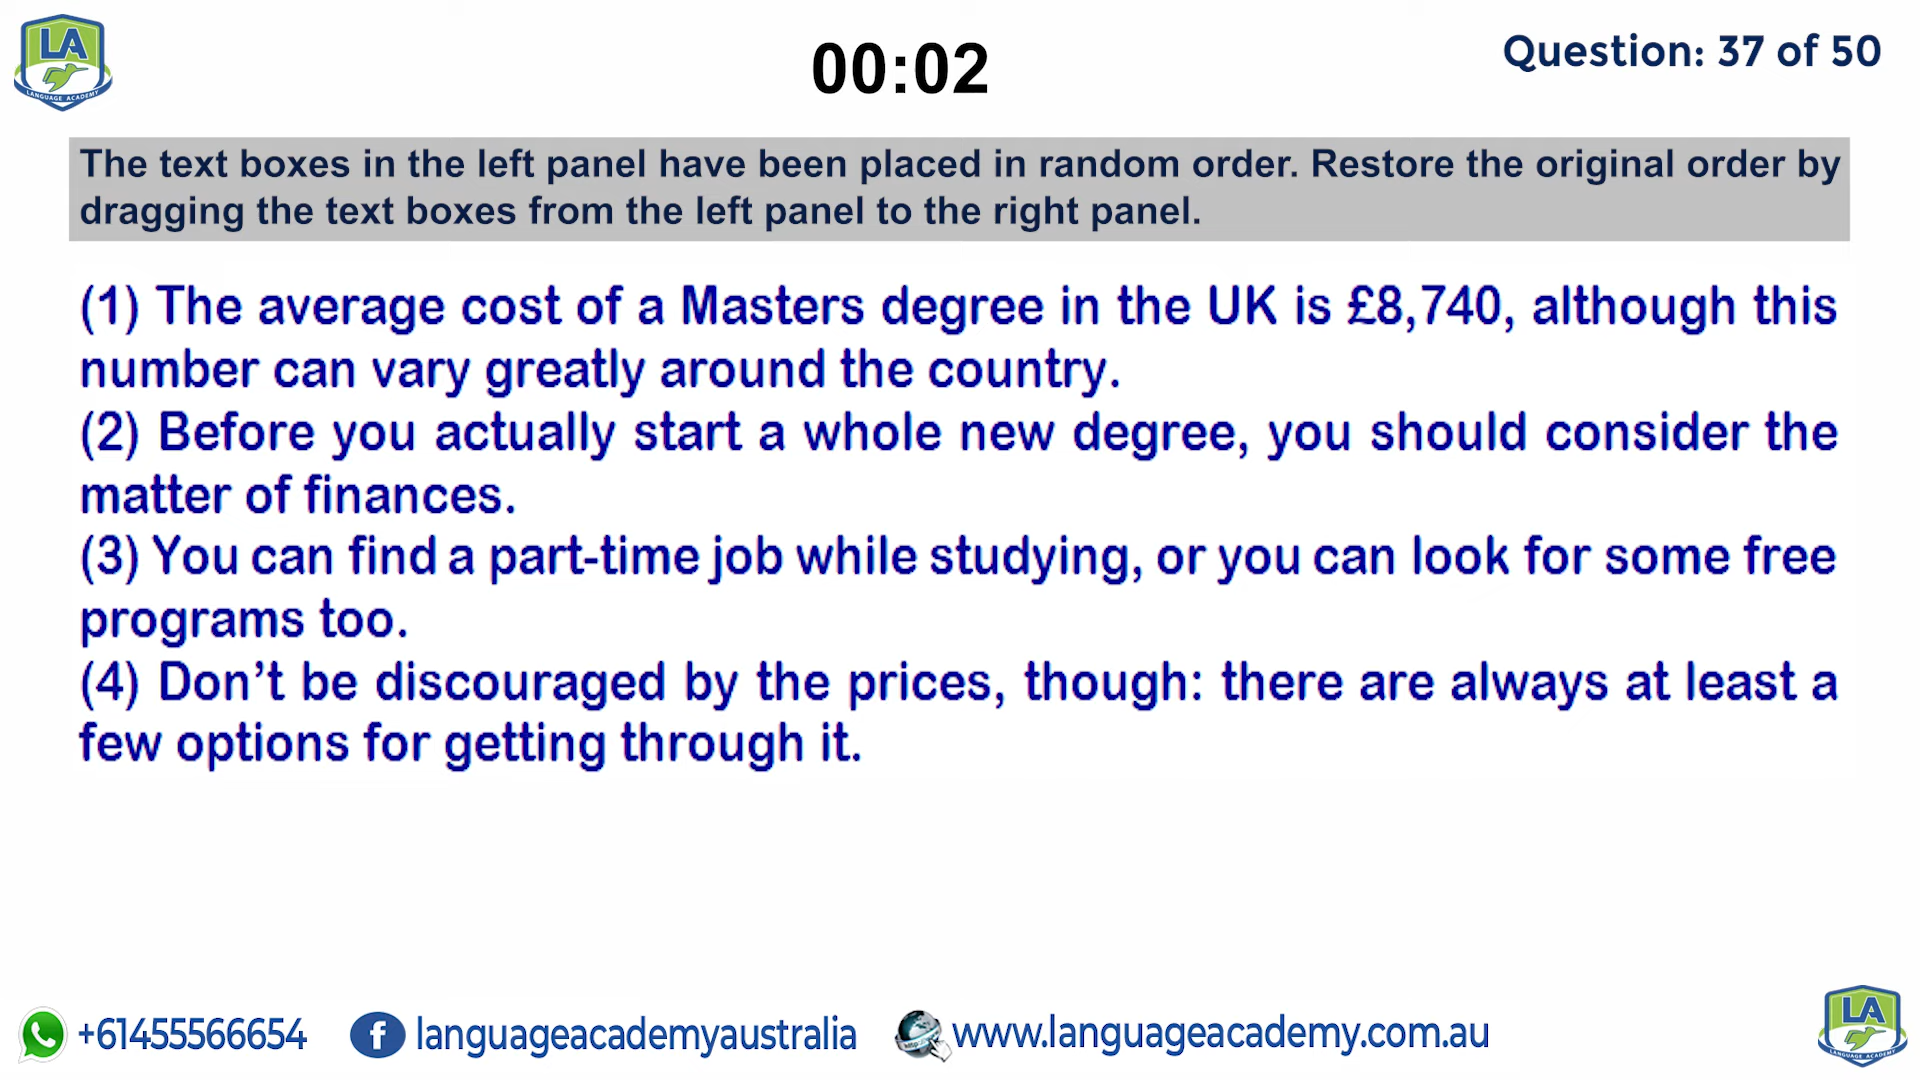 LA
LANGUAGE ACADEMY
00:02
Question: 37 of 50
The text boxes in the left panel have been placed in random order. Restore the original order by
dragging the text boxes from the left panel to the right panel.
(1) The average cost of a Masters degree in the UK is £8,740, although this
number can vary greatly around the country.
(2) Before you actually start a whole new degree, you should consider the
matter of finances.
(3) You can find a part-time job while studying, or you can look for some free
programs too.
(4) Don’t be discouraged by the prices, though: there are always at least a
few options for getting through it.
+61455566654
f
languageacademyaustralia
www.languageacademy.com.au
LA
LANGUAGE ACADEMY